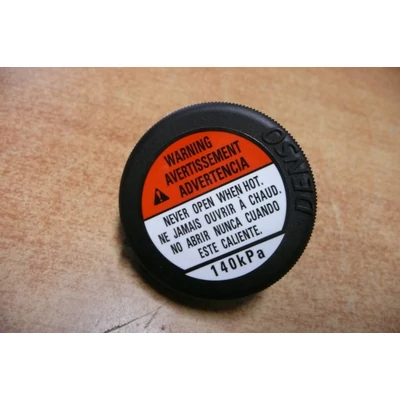 DENSO
WARNING
AVERTISSEMENT
ADVERTENCIA
NEVER OPEN WHEN HOT.
NE JAMAIS OUVRIR À CHAUD.
NO ABRIR NUNCA CUANDO
ESTE CALIENTE.
140kPa